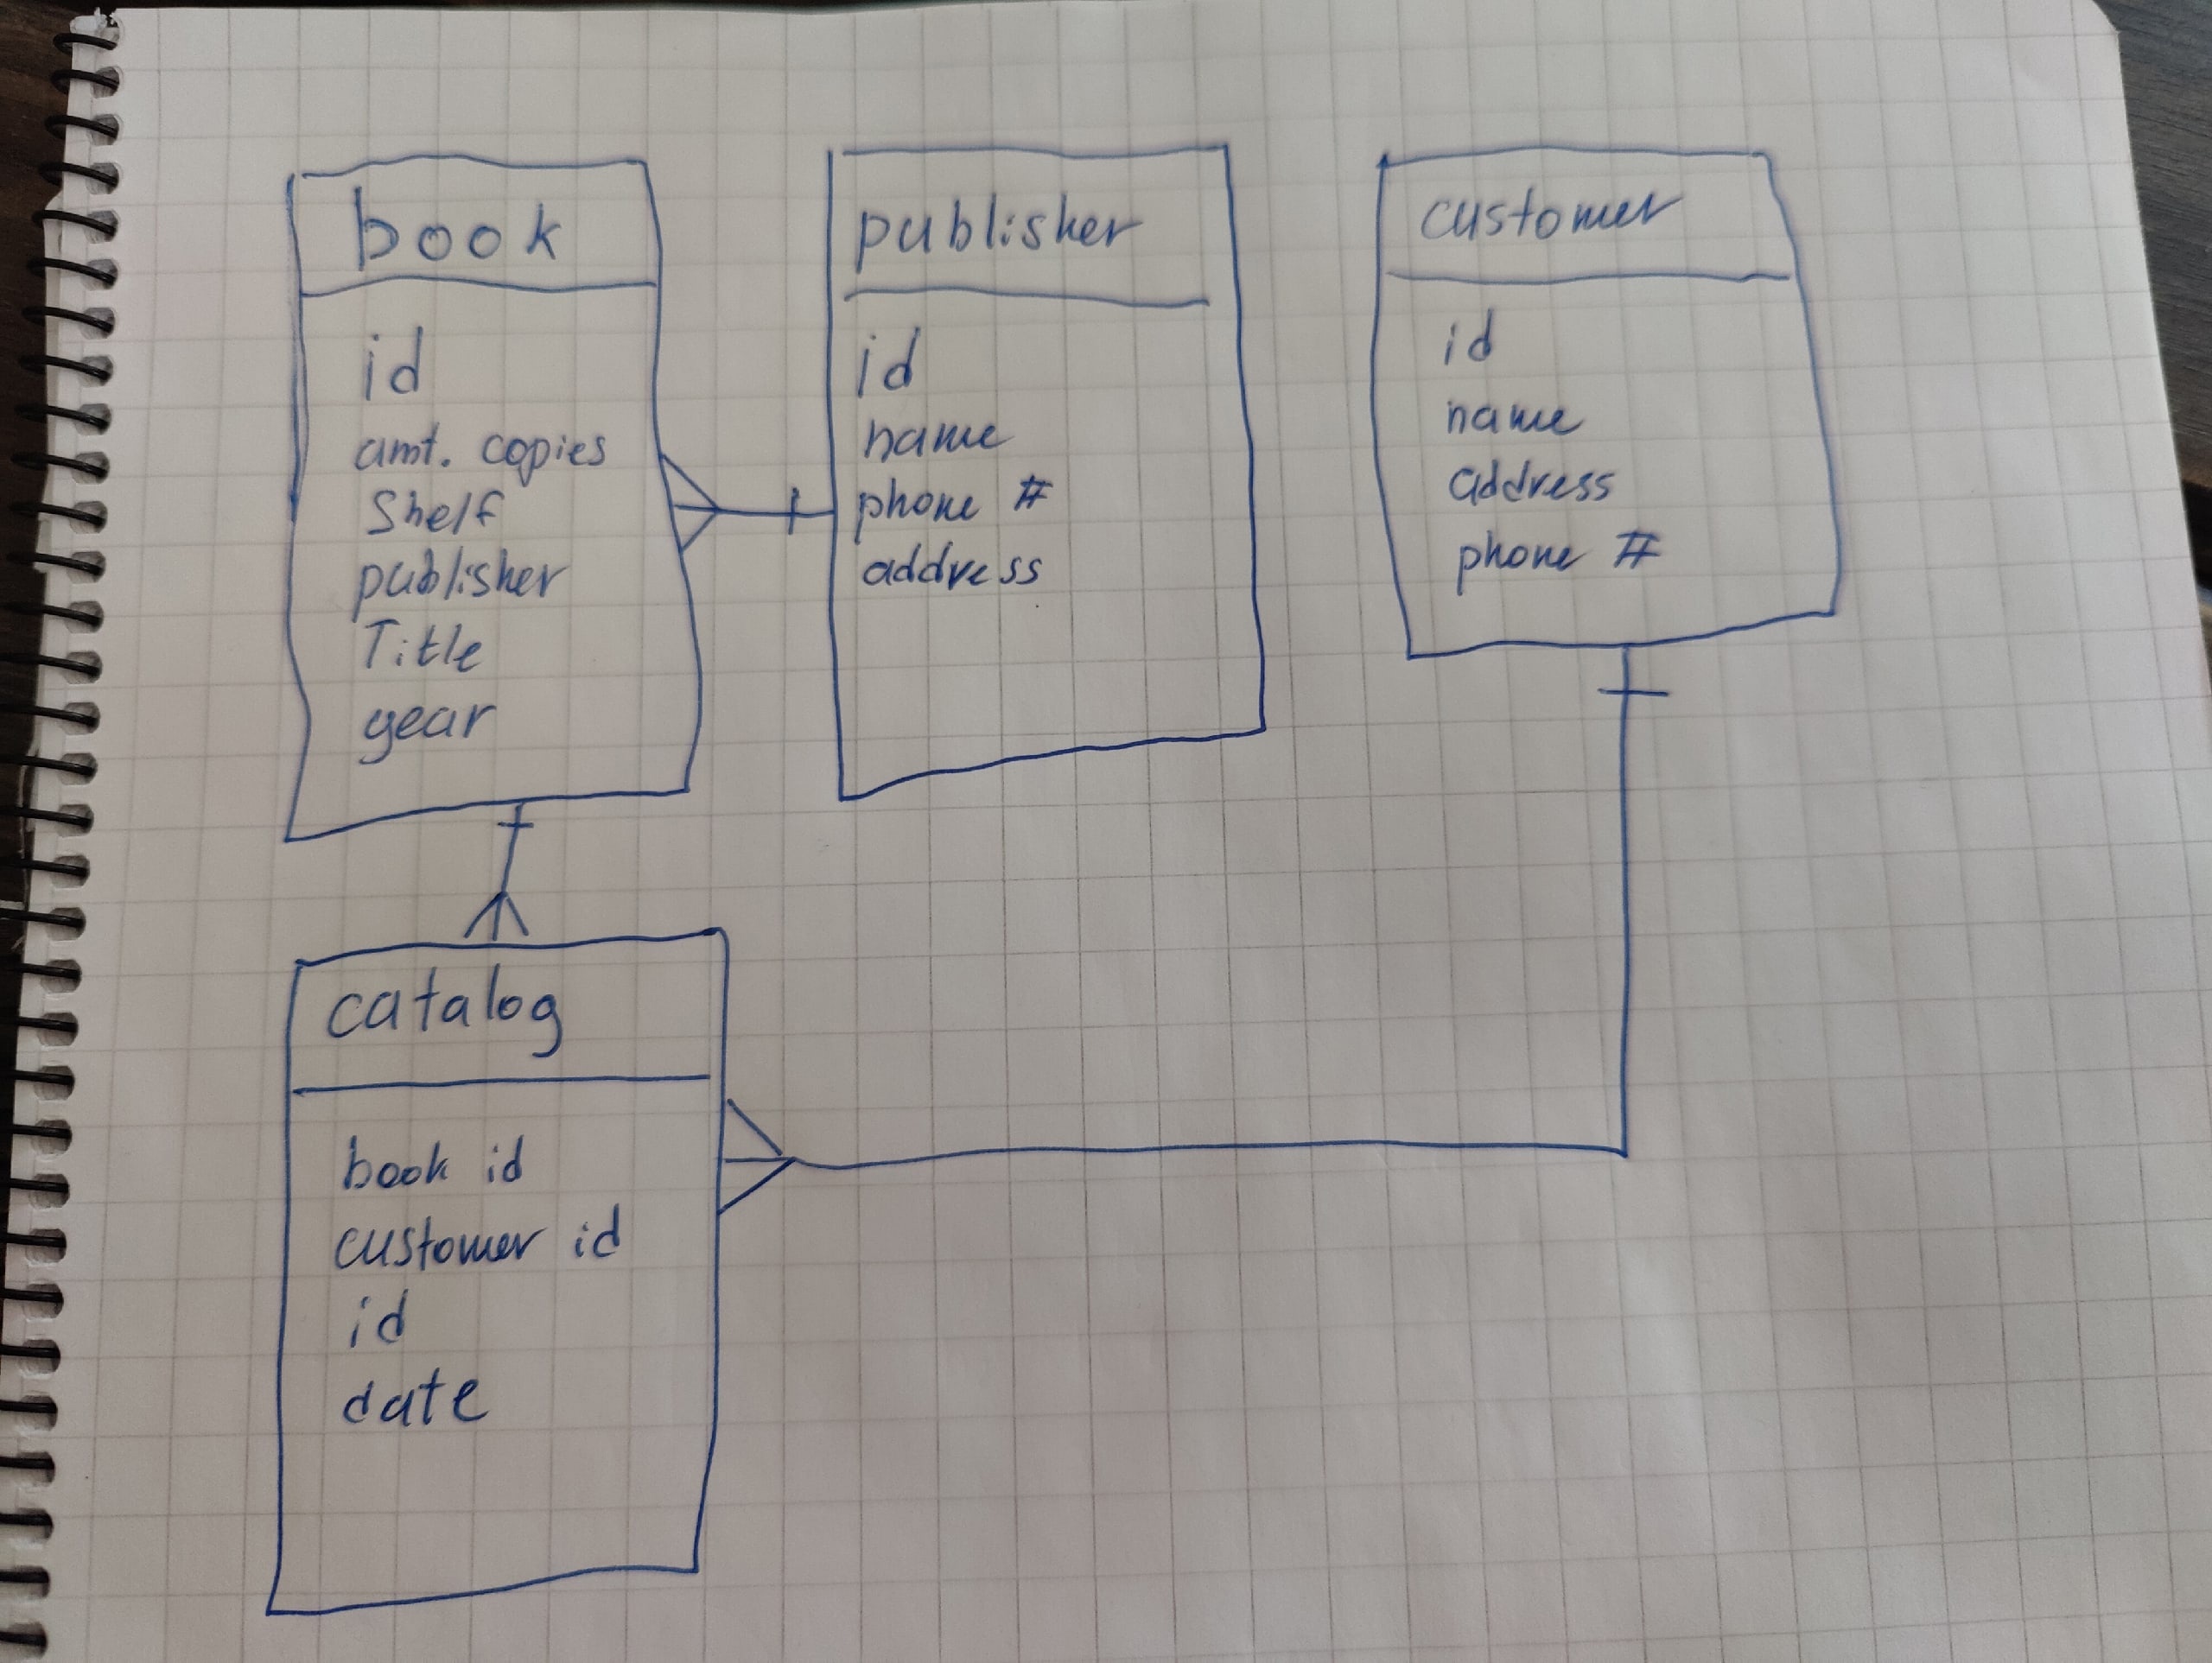 book
id
amt. copies
Shelf
publisher
Title
year
publisher
id
name
phone #
address
customer
id
name
address
phone #
catalog
book id
customer id
id
date